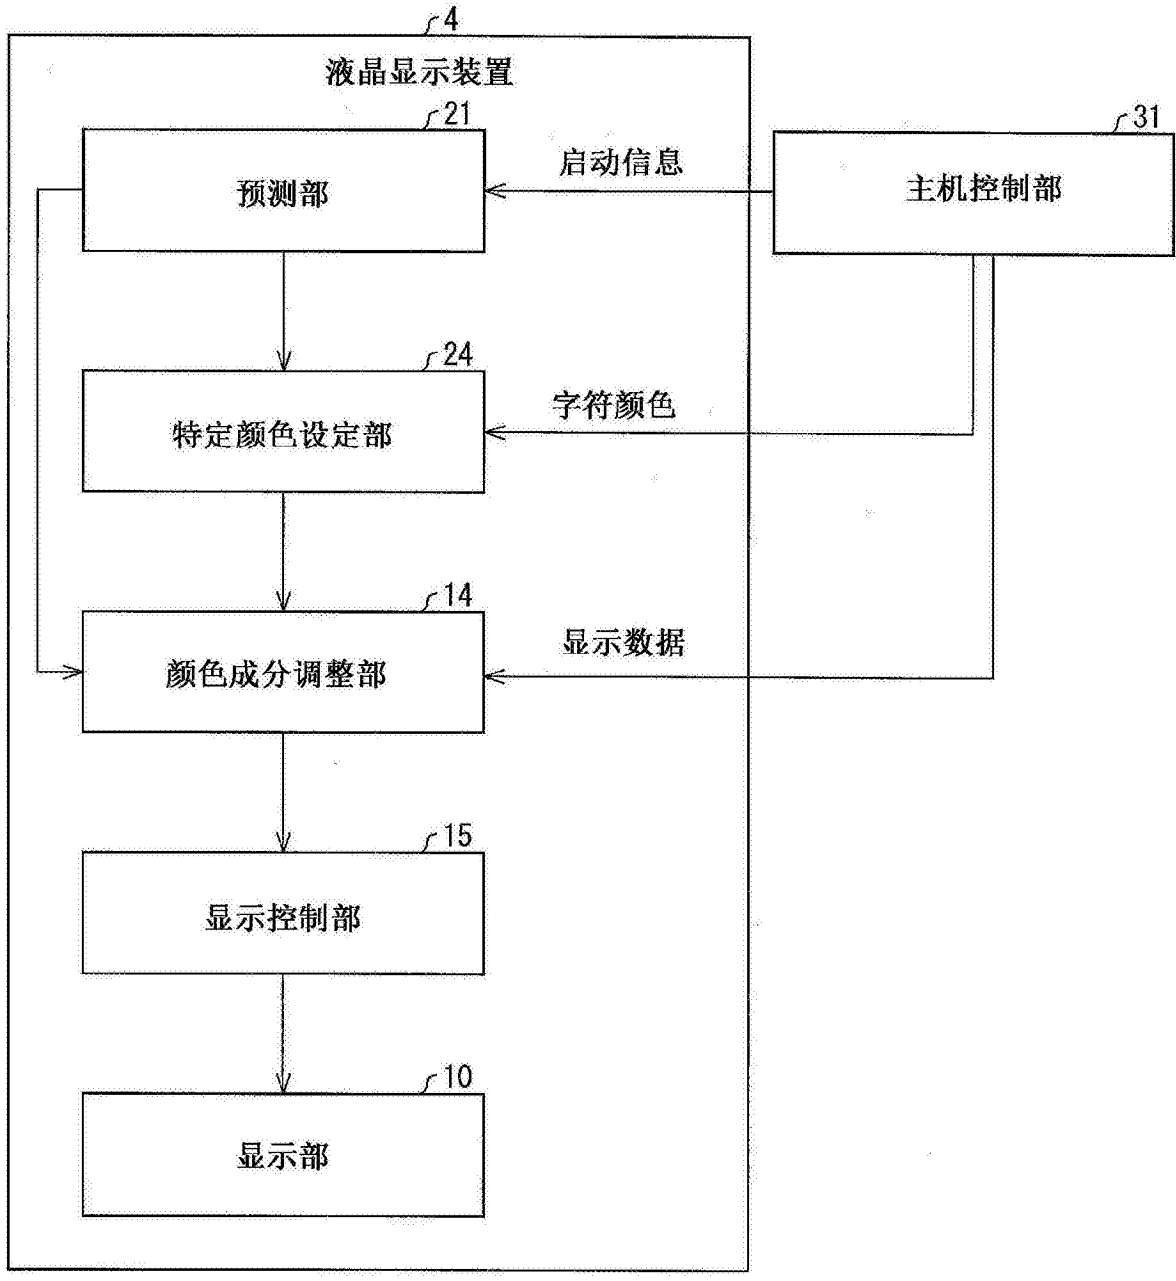 4
液晶显示装置
21
31
启动信息
预测部
主机控制部
24
字符颜色
特定颜色设定部
14
显示数据
颜色成分调整部
15
显示控制部
10
显示部